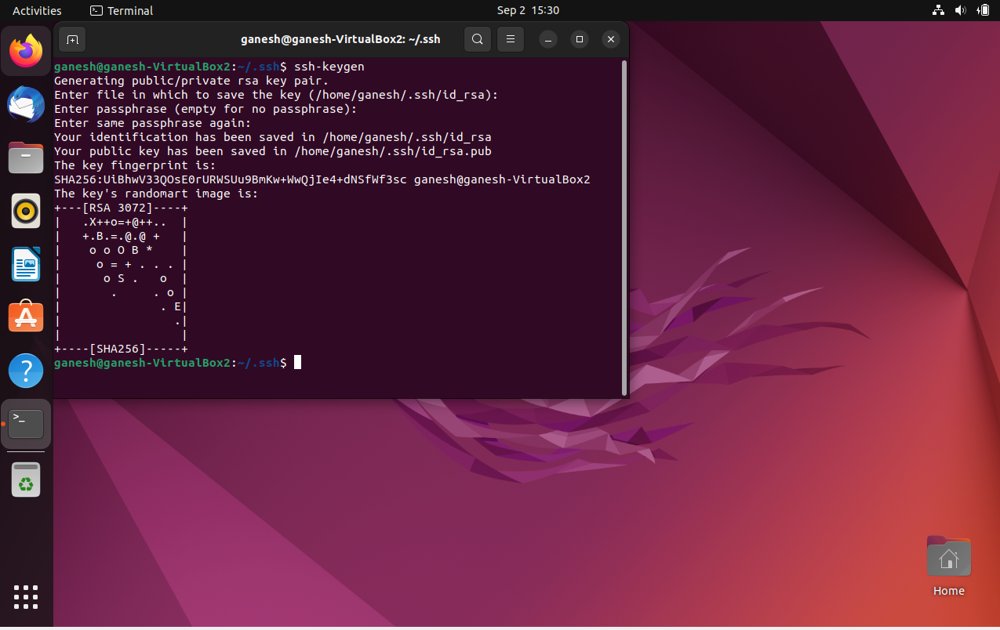 Activities Terminal Sep 2 15:30
ganesh@ganesh-VirtualBox2: ~/.ssh
ganesh@ganesh-VirtualBox2:~/.ssh$ ssh-keygen
Generating public/private rsa key pair.
Enter file in which to save the key (/home/ganesh/.ssh/id_rsa):
Enter passphrase (empty for no passphrase):
Enter same passphrase again:
Your identification has been saved in /home/ganesh/.ssh/id_rsa
Your public key has been saved in /home/ganesh/.ssh/id_rsa.pub
The key fingerprint is:
SHA256:UiBhwV33QOsE0rURWSUu9BmKw+WwQjIe4+dNSfWf3sc ganesh@ganesh-VirtualBox2
The key's randomart image is:
+---[RSA 3072]----+
|   .X++o=+@++..  |
|   +.B.=.@.@ +   |
|    o o O B *    |
|     o = + . . . |
|      o S .   o  |
|       .     . o |
|              . E|
|                .|
|                 |
+----[SHA256]-----+
ganesh@ganesh-VirtualBox2:~/.ssh$
Home